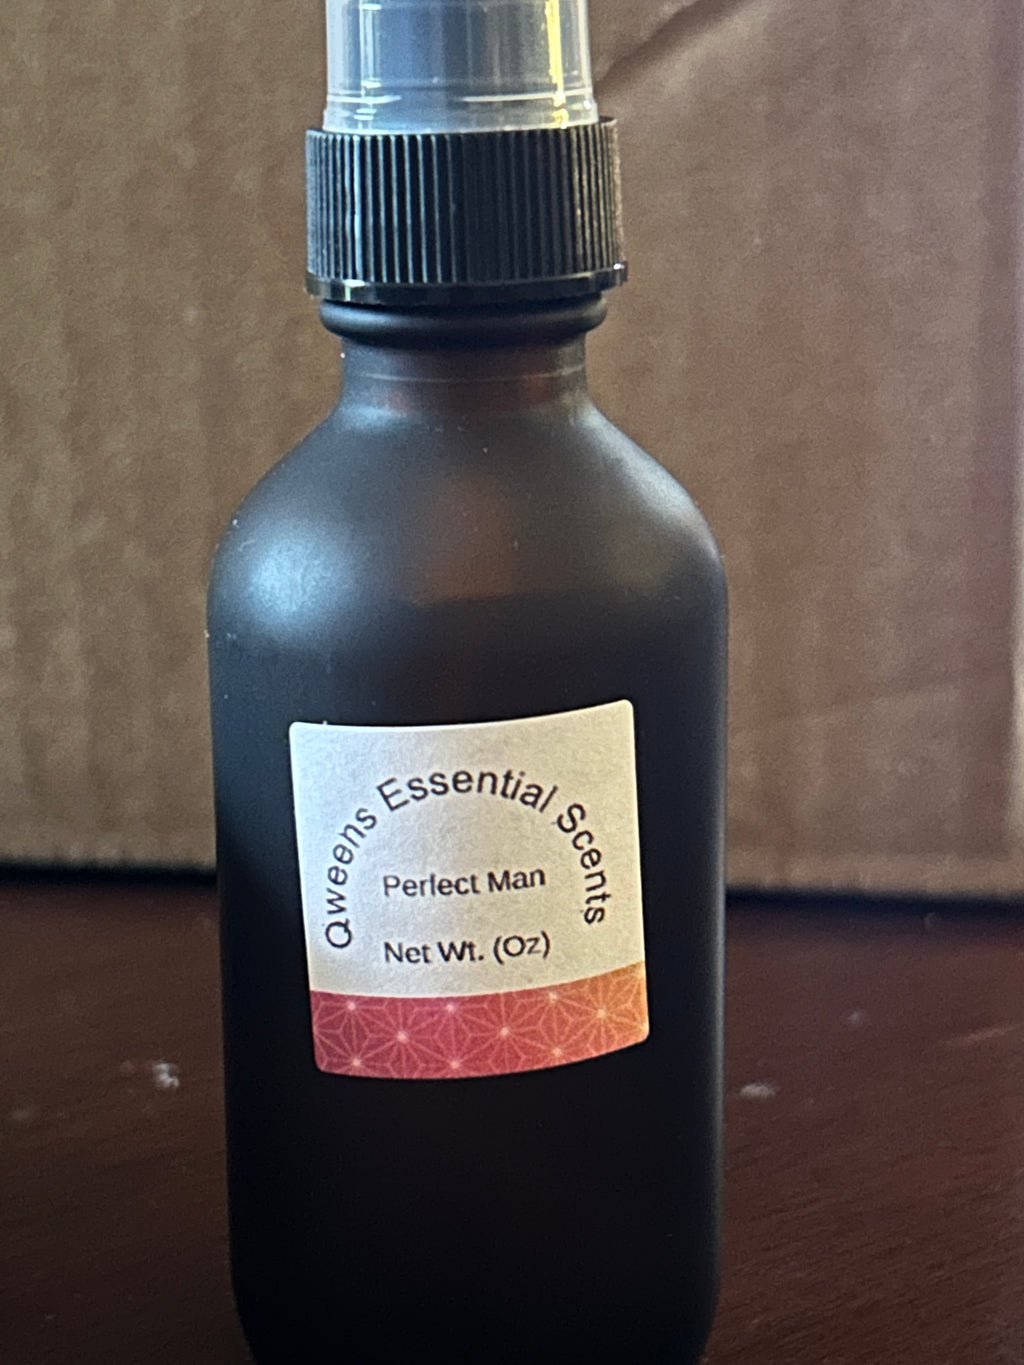 Qweens Essential Scents
Perfect Man
Net Wt. (Oz)